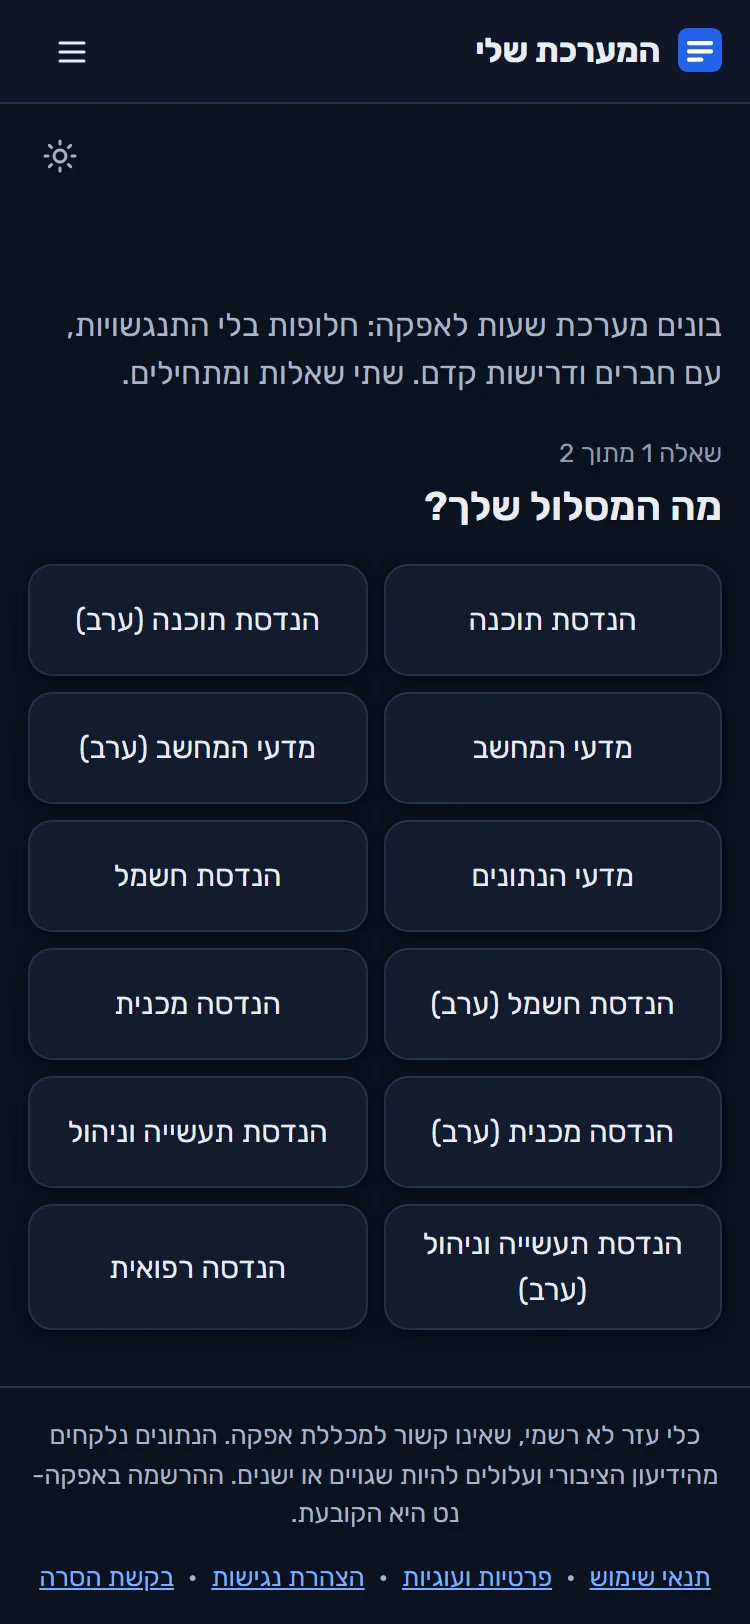 המערכת שלי
בונים מערכת שעות לאפקה: חלופות בלי התנגשויות,
עם חברים ודרישות קדם. שתי שאלות ומתחילים.
שאלה 1 מתוך 2
מה המסלול שלך?
הנדסת תוכנה
הנדסת תוכנה (ערב)
מדעי המחשב
מדעי המחשב (ערב)
מדעי הנתונים
הנדסת חשמל
הנדסת חשמל (ערב)
הנדסה מכנית
הנדסה מכנית (ערב)
הנדסת תעשייה וניהול
הנדסת תעשייה וניהול
(ערב)
הנדסה רפואית
כלי עזר לא רשמי, שאינו קשור למכללת אפקה. הנתונים נלקחים
מהידיעון הציבורי ועלולים להיות שגויים או ישנים. ההרשמה באפקה-
נט היא הקובעת.
תנאי שימוש • פרטיות ועוגיות • הצהרת נגישות • בקשת הסרה